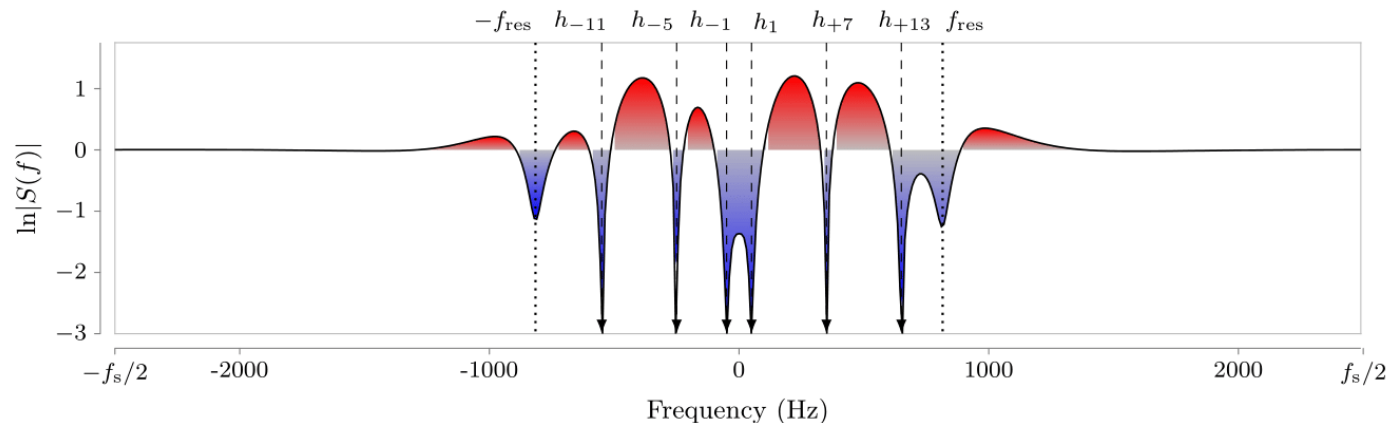 −f_res h_−11 h_−5 h_−1 h_1 h_+7 h_+13 f_res
ln|S(f)|
1
0
−1
−2
−3
−f_s/2 -2000 -1000 0 1000 2000 f_s/2
Frequency (Hz)